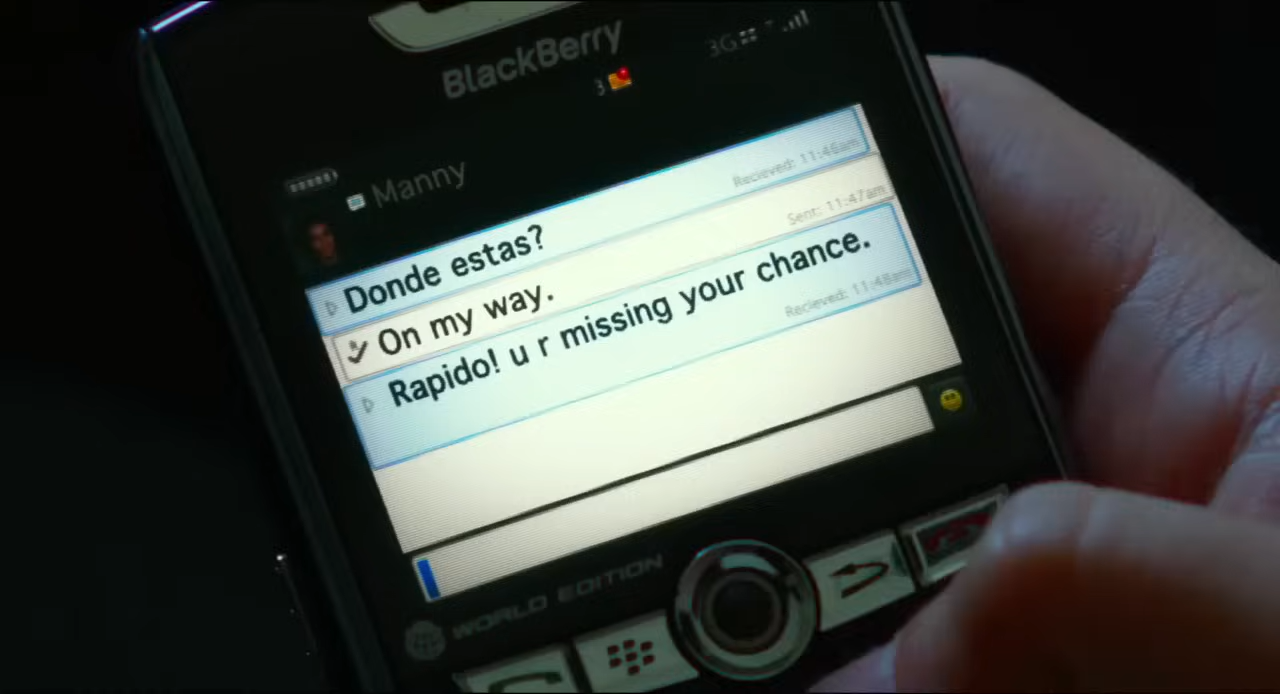 BlackBerry
3G
3
Manny
Recieved: 11:46am
Donde estas?
Sent: 11:47am
On my way.
Rapido! u r missing your chance.
Recieved: 11:48am
WORLD EDITION